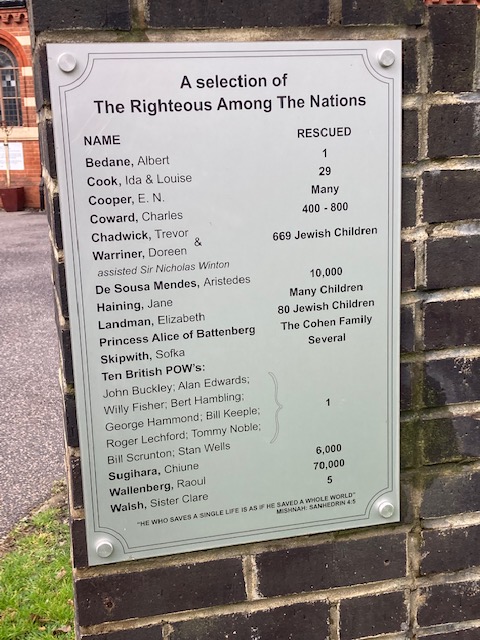 A selection of
The Righteous Among The Nations
NAME RESCUED
Bedane, Albert 1
Cook, Ida & Louise 29
Cooper, E. N. Many
Coward, Charles 400 - 800
Chadwick, Trevor
& 669 Jewish Children
Warriner, Doreen
assisted Sir Nicholas Winton
De Sousa Mendes, Aristedes 10,000
Haining, Jane Many Children
Landman, Elizabeth 80 Jewish Children
Princess Alice of Battenberg The Cohen Family
Skipwith, Sofka Several
Ten British POW's:
John Buckley; Alan Edwards;
Willy Fisher; Bert Hambling;
George Hammond; Bill Keeple; 1
Roger Lechford; Tommy Noble;
Bill Scrunton; Stan Wells
Sugihara, Chiune 6,000
Wallenberg, Raoul 70,000
Walsh, Sister Clare 5
"HE WHO SAVES A SINGLE LIFE IS AS IF HE SAVED A WHOLE WORLD"
MISHNAH: SANHEDRIN 4:5